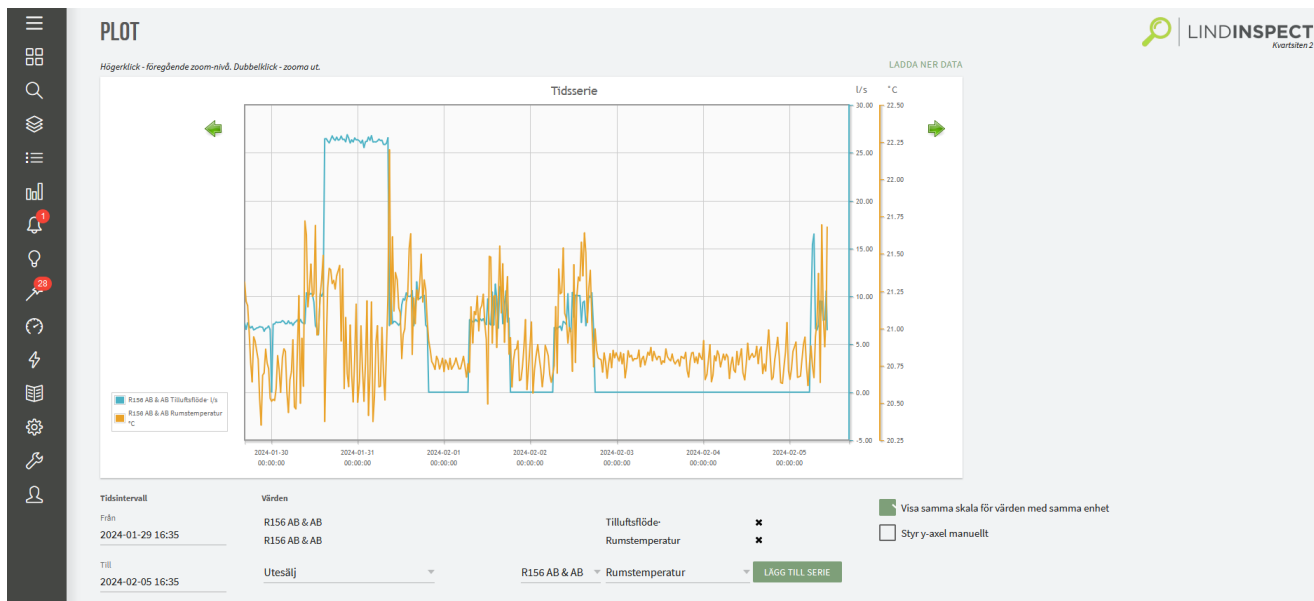 PLOT
LINDINSPECT
Kvartsiten 2
Högerklick - föregående zoom-nivå. Dubbelklick - zooma ut.
LADDA NER DATA
Tidsserie
l/s
°C
30.00
25.00
20.00
15.00
10.00
5.00
0.00
-5.00
22.50
22.25
22.00
21.75
21.50
21.25
21.00
20.75
20.50
20.25
1
28
R156 AB & AB Tilluftsflöde· l/s
R156 AB & AB Rumstemperatur
°C
2024-01-30
00:00:00
2024-01-31
00:00:00
2024-02-01
00:00:00
2024-02-02
00:00:00
2024-02-03
00:00:00
2024-02-04
00:00:00
2024-02-05
00:00:00
Tidsintervall
Från
2024-01-29 16:35
Till
2024-02-05 16:35
Värden
R156 AB & AB Tilluftsflöde·
R156 AB & AB Rumstemperatur
Utesälj R156 AB & AB Rumstemperatur LÄGG TILL SERIE
Visa samma skala för värden med samma enhet
Styr y-axel manuellt